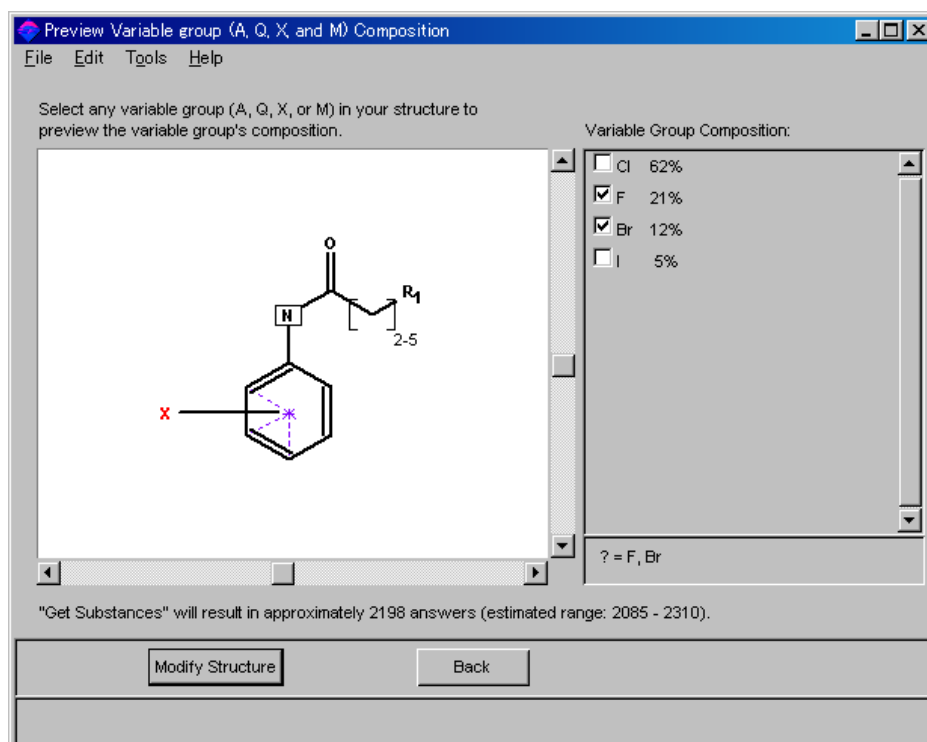 Preview Variable group (A, Q, X, and M) Composition
File Edit Tools Help
Select any variable group (A, Q, X, or M) in your structure to
preview the variable group's composition.
Variable Group Composition:
Cl 62%
F 21%
Br 12%
I 5%
O
R1
N
2-5
X
? = F, Br
"Get Substances" will result in approximately 2198 answers (estimated range: 2085 - 2310).
Modify Structure Back